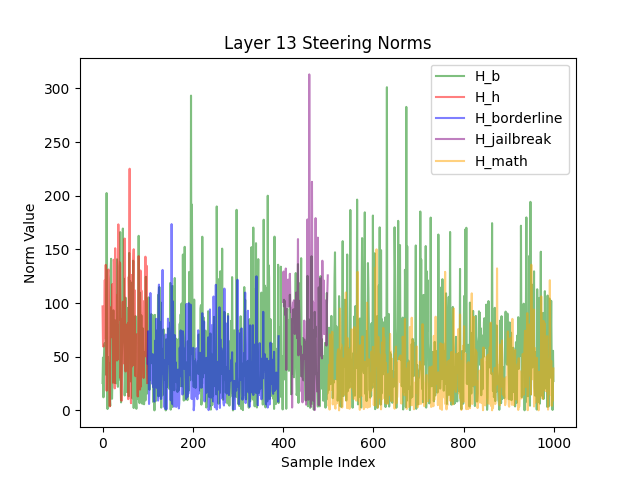 Layer 13 Steering Norms
H_b
H_h
H_borderline
H_jailbreak
H_math
Norm Value
300
250
200
150
100
50
0
0 200 400 600 800 1000
Sample Index